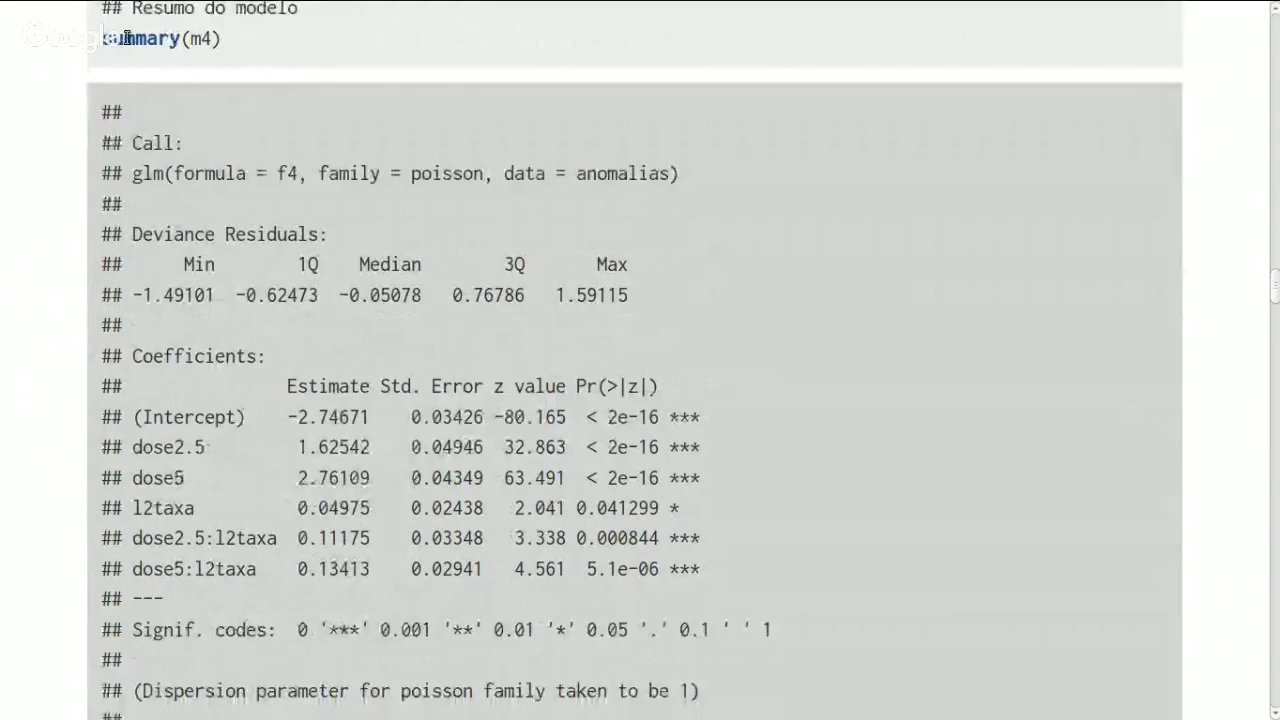 ## Resumo do modelo
summary(m4)
##
## Call:
## glm(formula = f4, family = poisson, data = anomalias)
##
## Deviance Residuals:
##      Min        1Q    Median        3Q       Max
## -1.49101  -0.62473  -0.05078   0.76786   1.59115
##
## Coefficients:
##                Estimate Std. Error z value Pr(>|z|)
## (Intercept)    -2.74671    0.03426 -80.165  < 2e-16 ***
## dose2.5         1.62542    0.04946  32.863  < 2e-16 ***
## dose5           2.76109    0.04349  63.491  < 2e-16 ***
## l2taxa          0.04975    0.02438   2.041 0.041299 *
## dose2.5:l2taxa  0.11175    0.03348   3.338 0.000844 ***
## dose5:l2taxa    0.13413    0.02941   4.561  5.1e-06 ***
## ---
## Signif. codes:  0 '***' 0.001 '**' 0.01 '*' 0.05 '.' 0.1 ' ' 1
##
## (Dispersion parameter for poisson family taken to be 1)
##